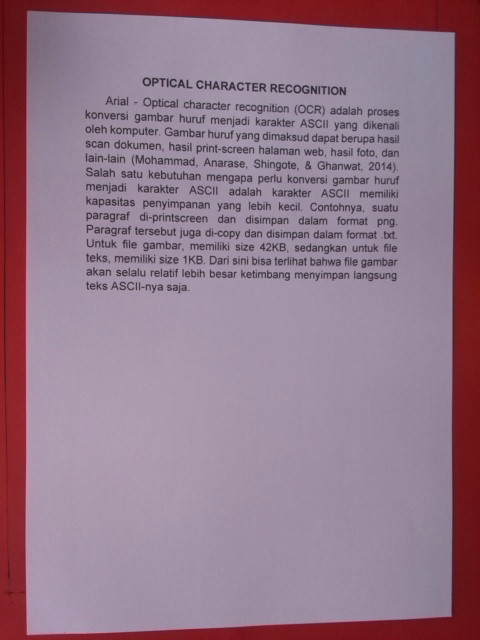 OPTICAL CHARACTER RECOGNITION
Arial - Optical character recognition (OCR) adalah proses
konversi gambar huruf menjadi karakter ASCII yang dikenali
oleh komputer. Gambar huruf yang dimaksud dapat berupa hasil
scan dokumen, hasil print-screen halaman web, hasil foto, dan
lain-lain (Mohammad, Anarase, Shingote, & Ghanwat, 2014).
Salah satu kebutuhan mengapa perlu konversi gambar huruf
menjadi karakter ASCII adalah karakter ASCII memiliki
kapasitas penyimpanan yang lebih kecil. Contohnya, suatu
paragraf di-printscreen dan disimpan dalam format png.
Paragraf tersebut juga di-copy dan disimpan dalam format .txt.
Untuk file gambar, memiliki size 42KB, sedangkan untuk file
teks, memiliki size 1KB. Dari sini bisa terlihat bahwa file gambar
akan selalu relatif lebih besar ketimbang menyimpan langsung
teks ASCII-nya saja.